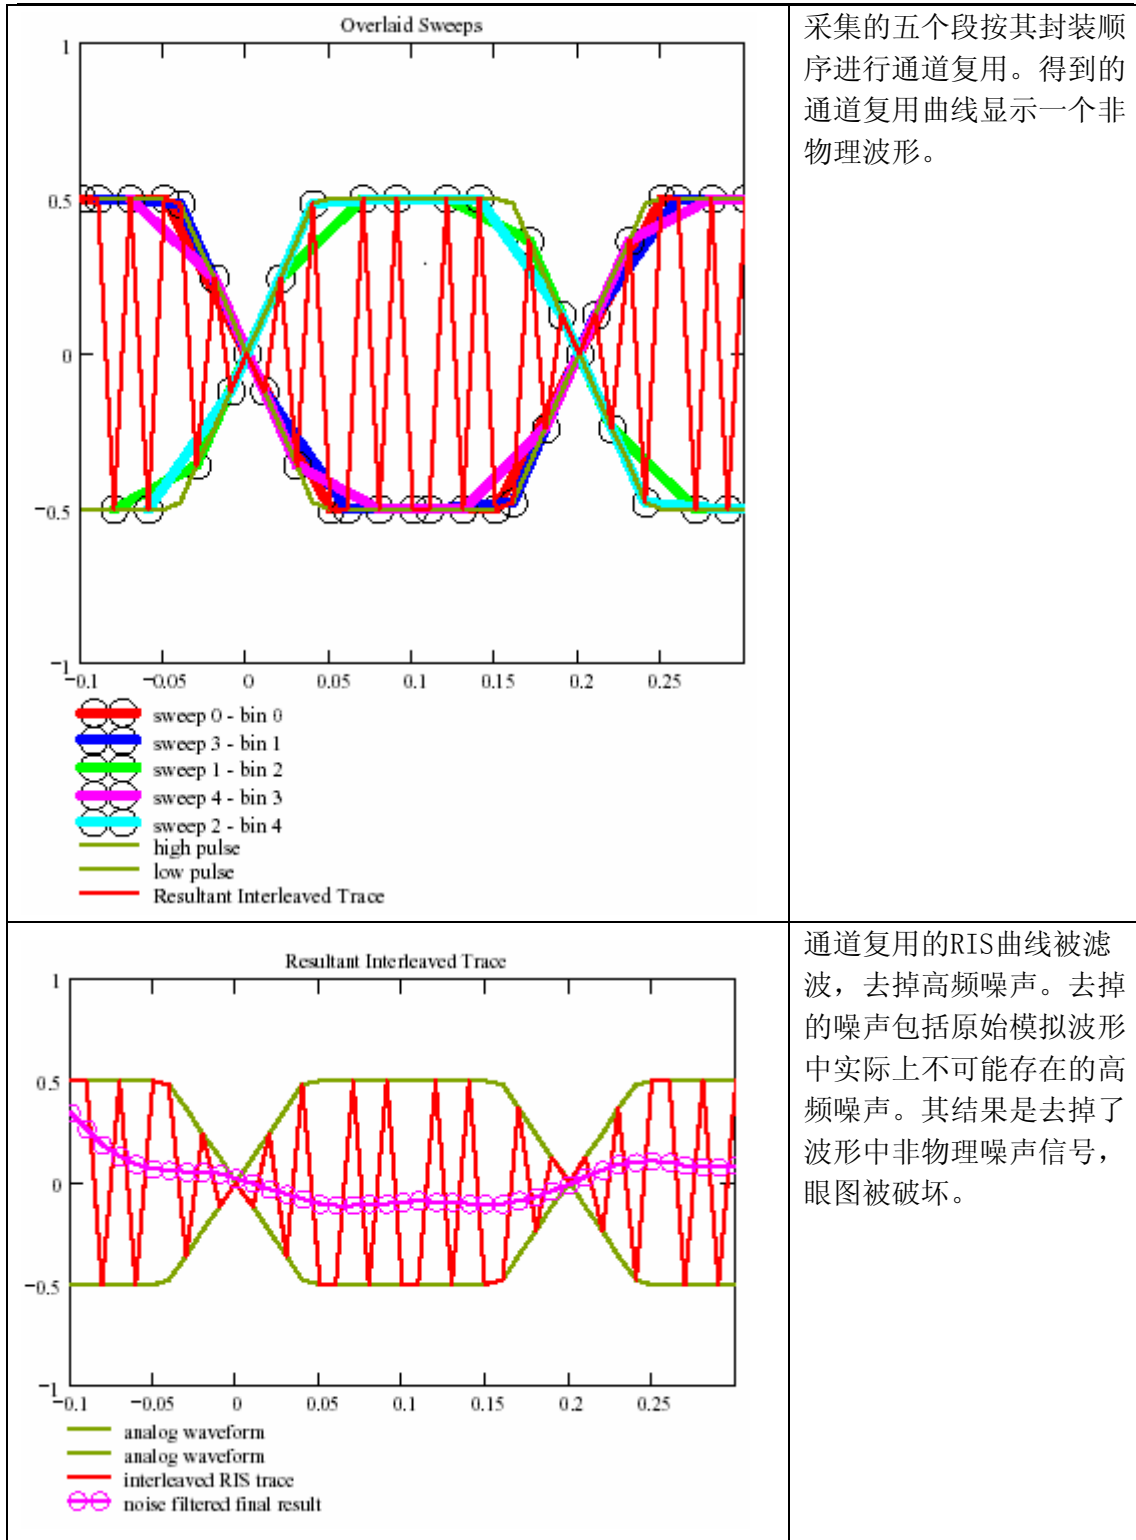 Overlaid Sweeps
1
0.5
0
−0.5
−1
−0.1 −0.05 0 0.05 0.1 0.15 0.2 0.25
sweep 0 - bin 0
sweep 3 - bin 1
sweep 1 - bin 2
sweep 4 - bin 3
sweep 2 - bin 4
high pulse
low pulse
Resultant Interleaved Trace
采集的五个段按其封装顺
序进行通道复用。得到的
通道复用曲线显示一个非
物理波形。
Resultant Interleaved Trace
1
0.5
0
−0.5
−1
−0.1 −0.05 0 0.05 0.1 0.15 0.2 0.25
analog waveform
analog waveform
interleaved RIS trace
noise filtered final result
通道复用的RIS曲线被滤
波，去掉高频噪声。去掉
的噪声包括原始模拟波形
中实际上不可能存在的高
频噪声。其结果是去掉了
波形中非物理噪声信号，
眼图被破坏。